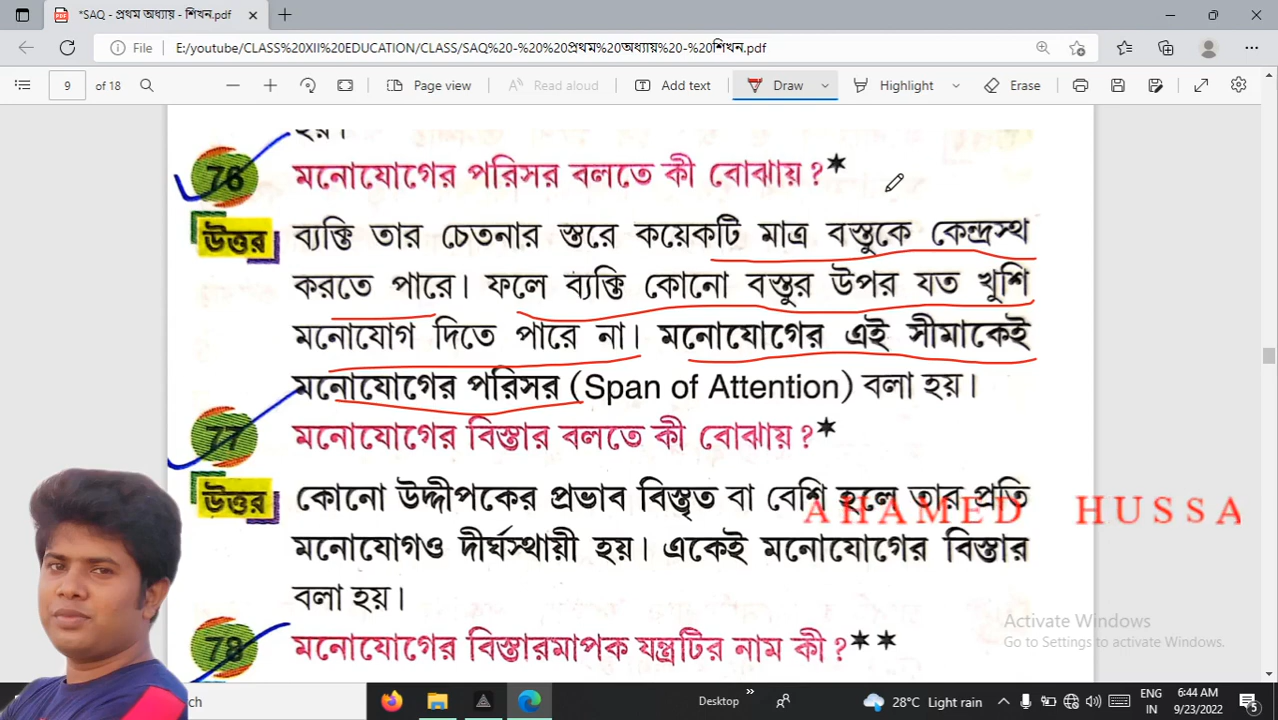 *SAQ - প্রথম অধ্যায় - শিখন.pdf
File E:/youtube/CLASS%20XII%20EDUCATION/CLASS/SAQ%20-%20%20প্রথম%20অধ্যায়%20-%20শিখন.pdf
9 of 18 Page view Read aloud Add text Draw Highlight Erase
হয়।
76 মনোযোগের পরিসর বলতে কী বোঝায় ?*
উত্তর ব্যক্তি তার চেতনার স্তরে কয়েকটি মাত্র বস্তুকে কেন্দ্রস্থ
করতে পারে। ফলে ব্যক্তি কোনো বস্তুর উপর যত খুশি
মনোযোগ দিতে পারে না। মনোযোগের এই সীমাকেই
মনোযোগের পরিসর (Span of Attention) বলা হয়।
77 মনোযোগের বিস্তার বলতে কী বোঝায় ?*
উত্তর কোনো উদ্দীপকের প্রভাব বিস্তৃত বা বেশি হলে তার প্রতি
AHAMED HUSSA
মনোযোগও দীর্ঘস্থায়ী হয়। একেই মনোযোগের বিস্তার
বলা হয়।
Activate Windows
Go to Settings to activate Windows.
78 মনোযোগের বিস্তারমাপক যন্ত্রটির নাম কী ?**
rch Desktop 28°C Light rain ENG 6:44 AM
IN 9/23/2022 5